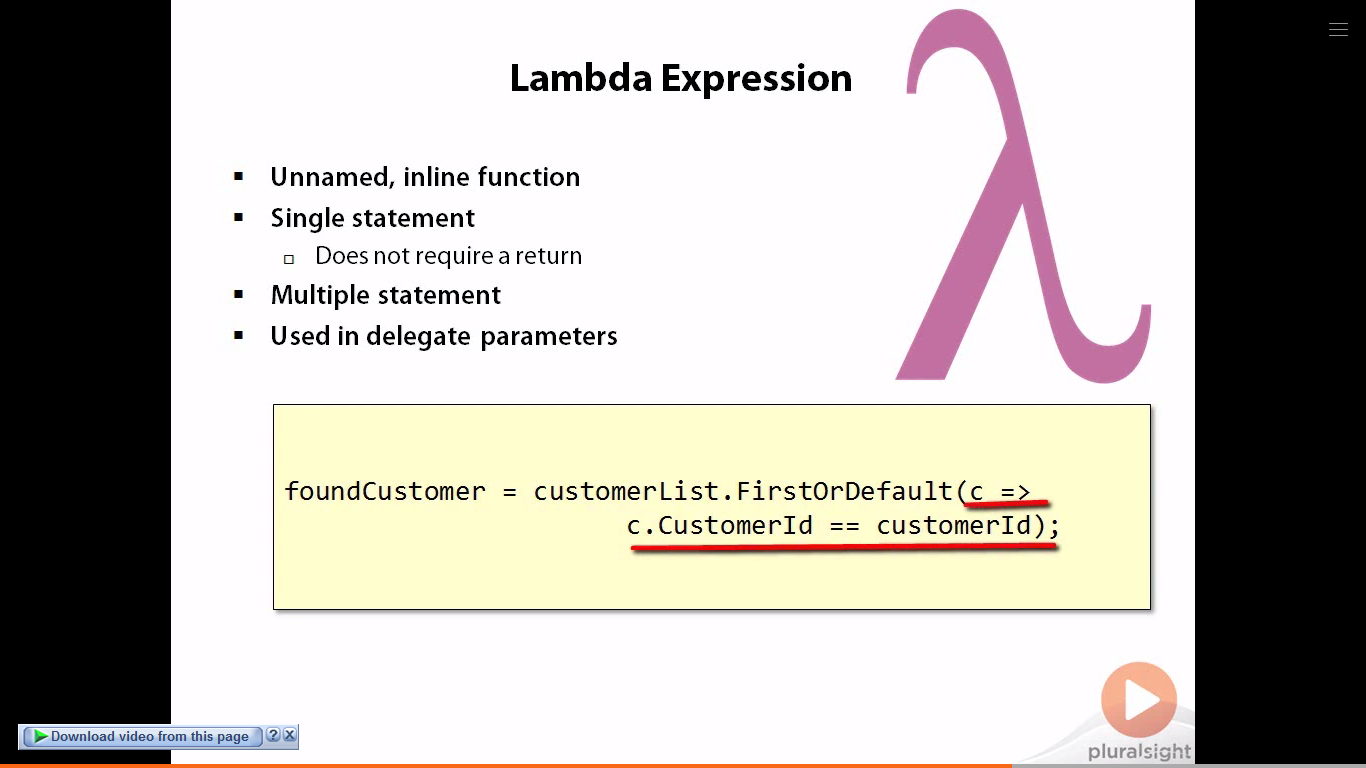 Lambda Expression
Unnamed, inline function
Single statement
Does not require a return
Multiple statement
Used in delegate parameters
foundCustomer = customerList.FirstOrDefault(c =>
c.CustomerId == customerId);
Download video from this page ? X
pluralsight